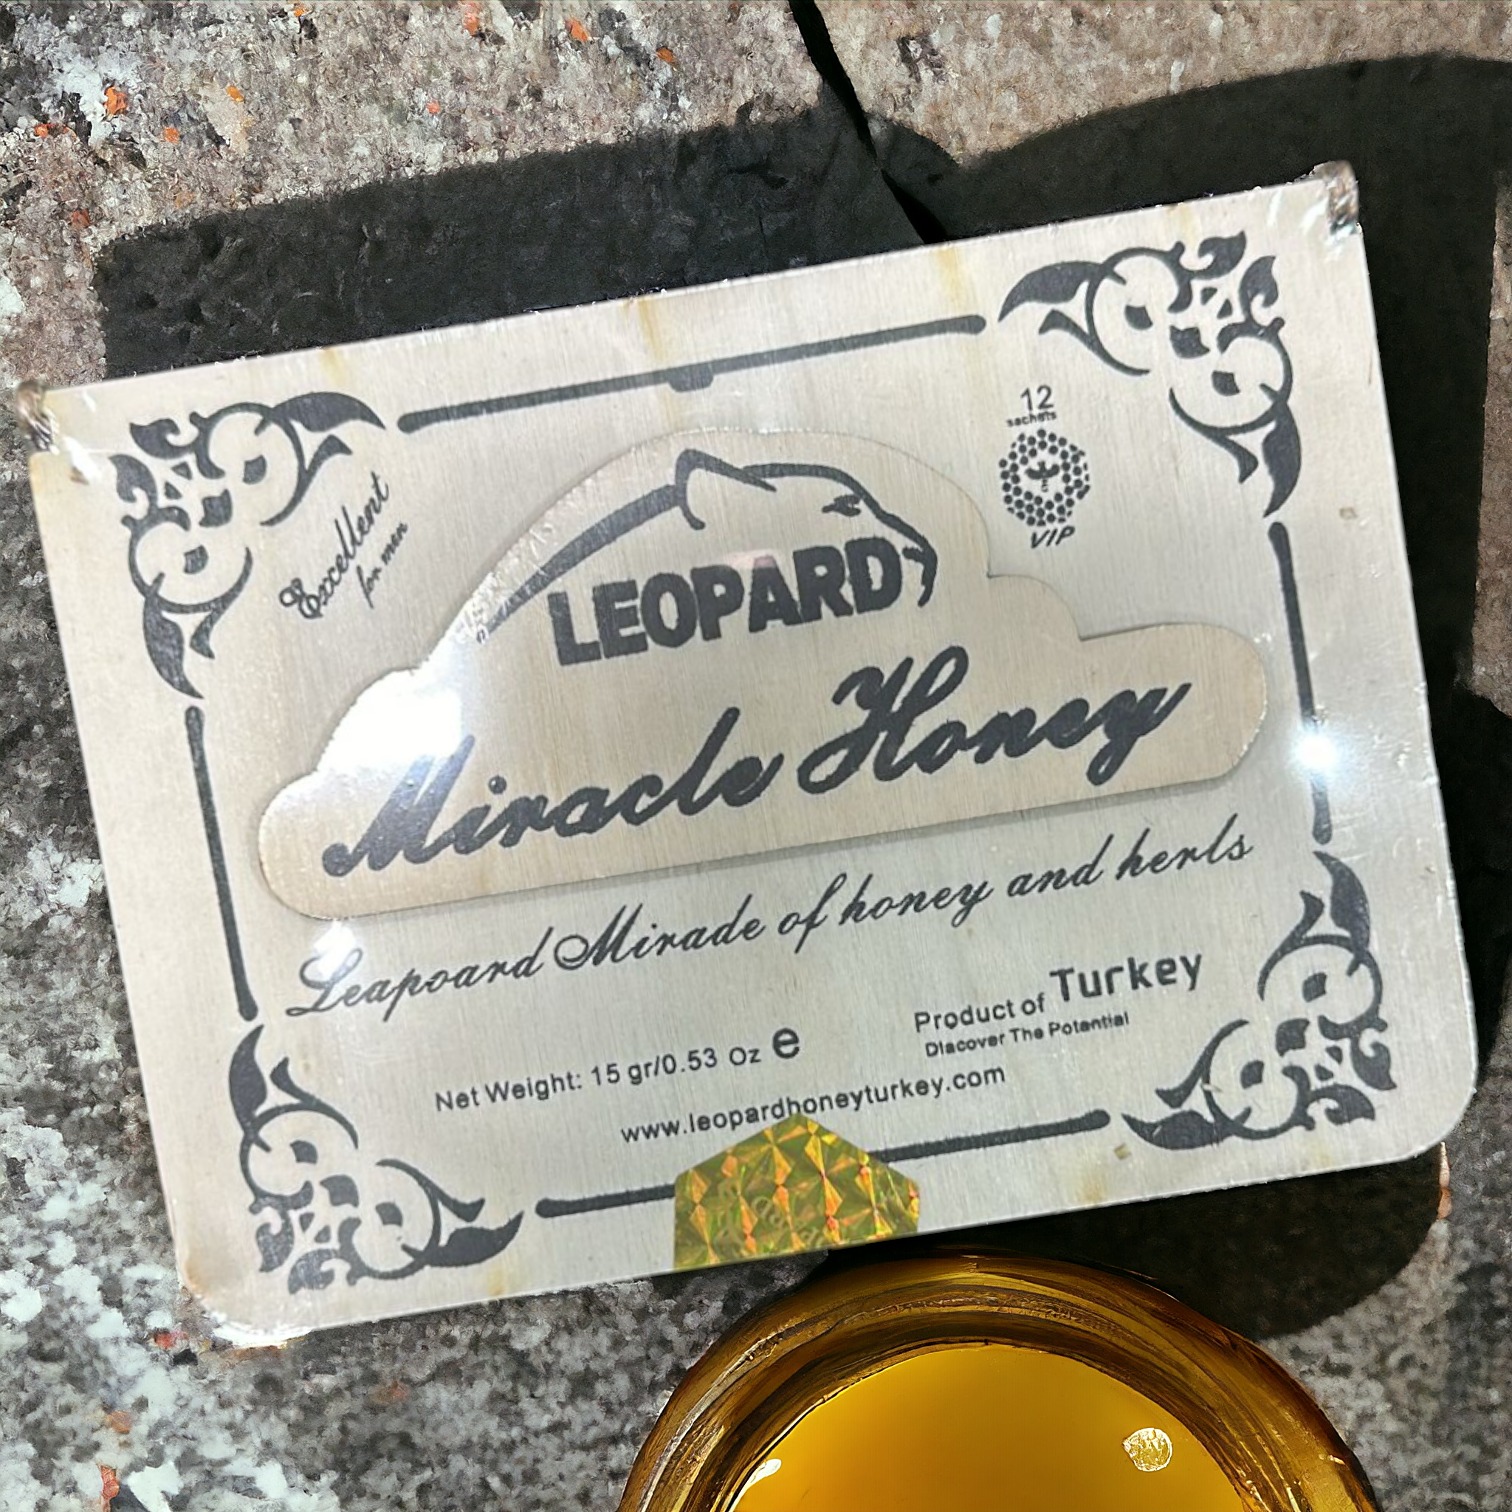 12
sachets
VIP
Excellent
for men
LEOPARD
Miracle Honey
Leapoard Mirade of honey and herls
Product of Turkey
Discover The Potential
Net Weight: 15 gr/0.53 Oz e
www.leopardhoneyturkey.com